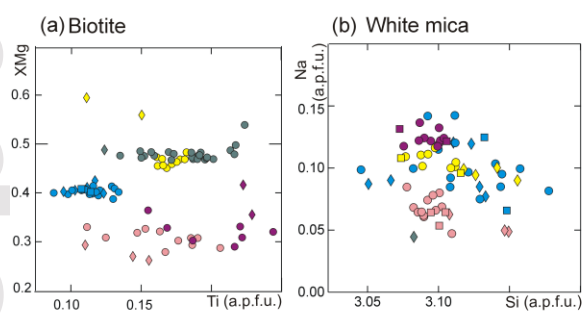 (a) Biotite
XMg
0.6
0.5
0.4
0.3
0.2
0.10
0.15
Ti (a.p.f.u.)
(b) White mica
Na
(a.p.f.u.)
0.15
0.10
0.05
0.00
3.05
3.10
Si (a.p.f.u.)